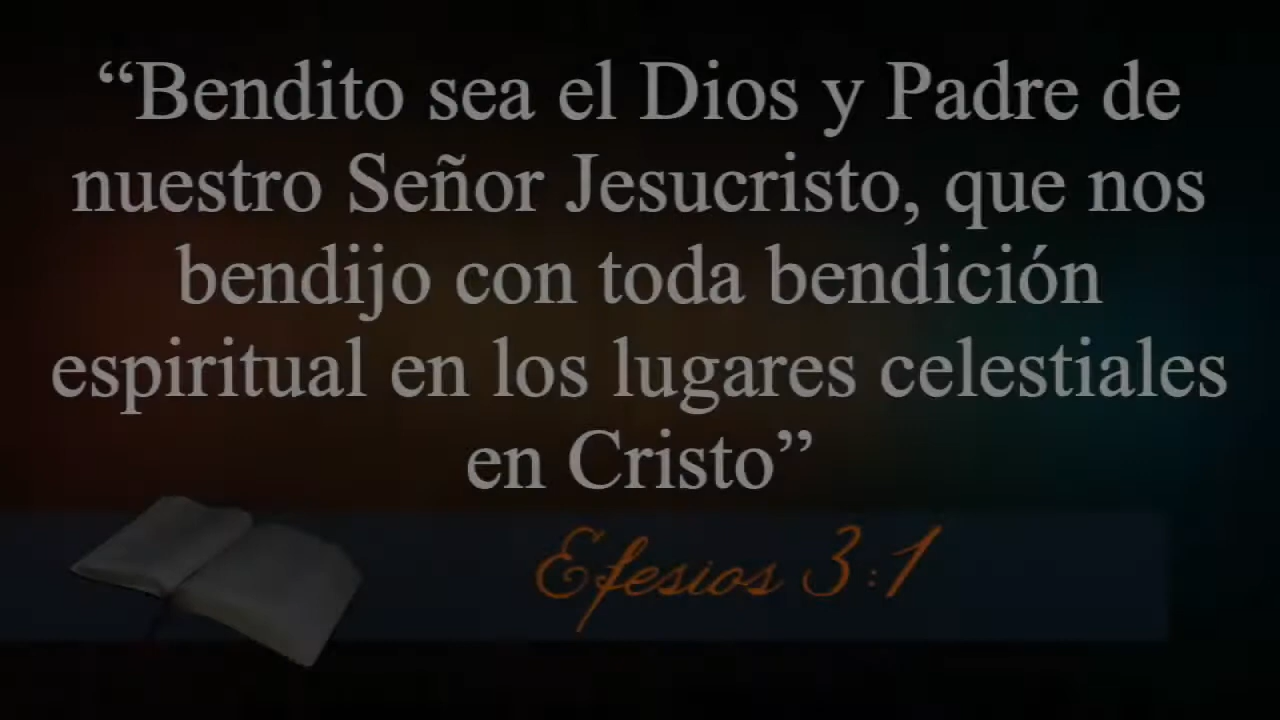 “Bendito sea el Dios y Padre de
nuestro Señor Jesucristo, que nos
bendijo con toda bendición
espiritual en los lugares celestiales
en Cristo”
Efesios 3:1